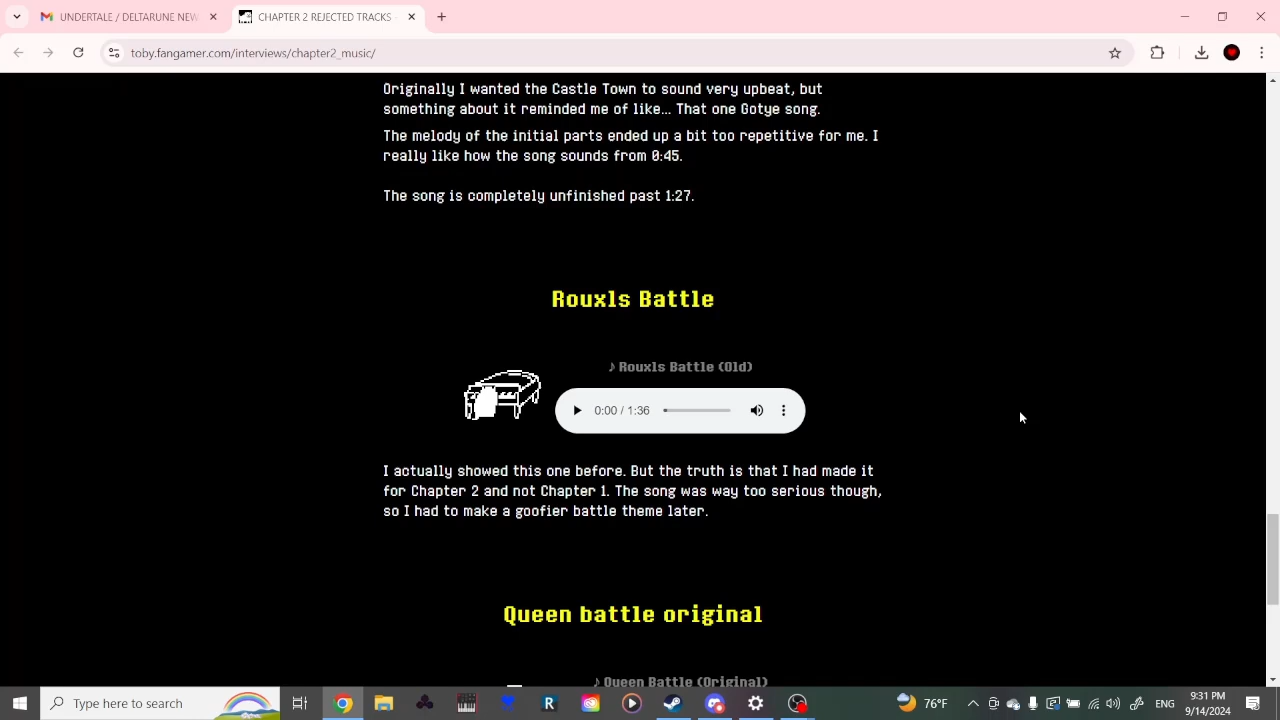 UNDERTALE / DELTARUNE NEW
CHAPTER 2 REJECTED TRACKS
toby.fangamer.com/interviews/chapter2_music/
Originally I wanted the Castle Town to sound very upbeat, but
something about it reminded me of like... That one Gotye song.
The melody of the initial parts ended up a bit too repetitive for me. I
really like how the song sounds from 0:45.
The song is completely unfinished past 1:27.
Rouxls Battle
♪ Rouxls Battle (Old)
0:00 / 1:36
I actually showed this one before. But the truth is that I had made it
for Chapter 2 and not Chapter 1. The song was way too serious though,
so I had to make a goofier battle theme later.
Queen battle original
♪ Queen Battle (Original)
Type here to search
R
76°F
ENG
9:31 PM
9/14/2024